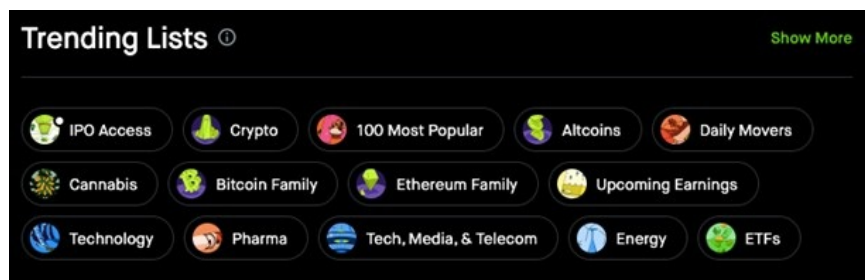 Trending Lists
Show More
IPO Access
Crypto
100 Most Popular
Altcoins
Daily Movers
Cannabis
Bitcoin Family
Ethereum Family
Upcoming Earnings
Technology
Pharma
Tech, Media, & Telecom
Energy
ETFs